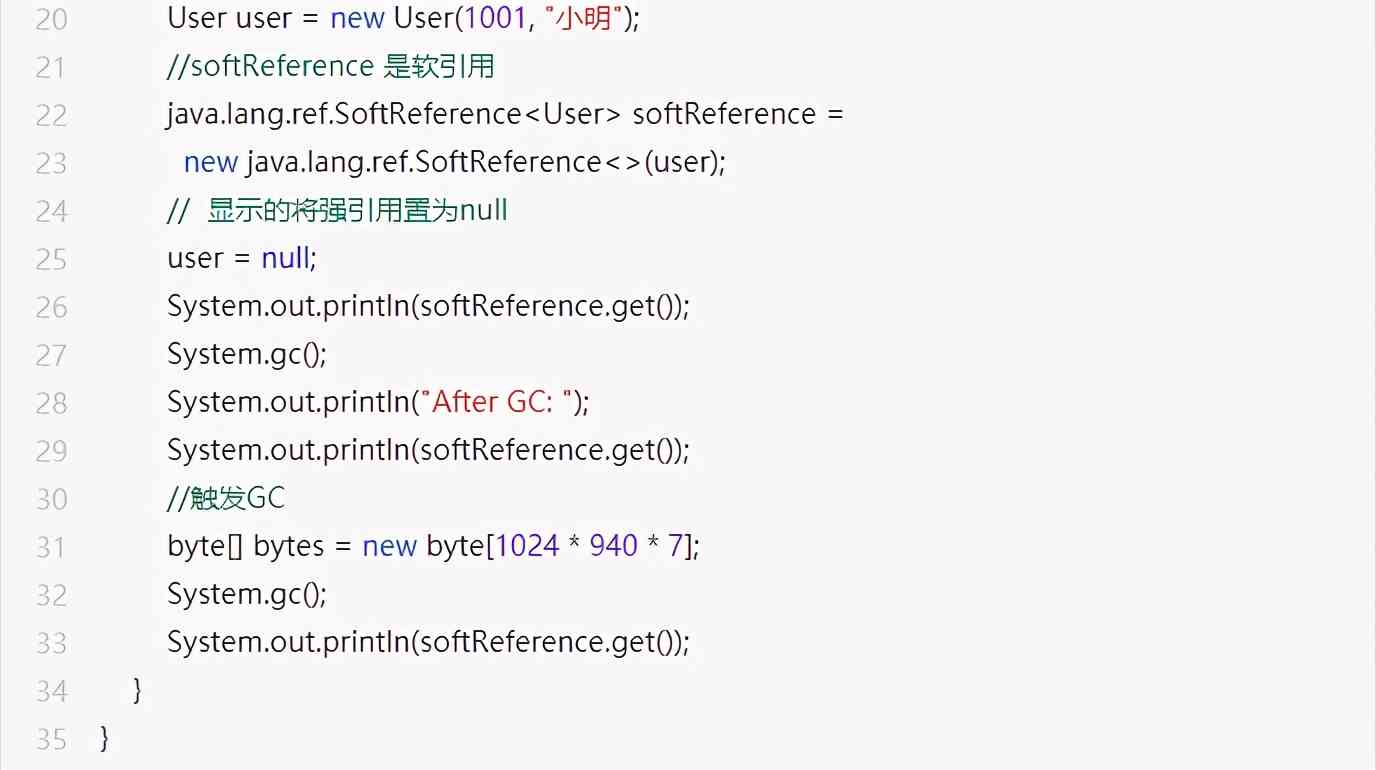 20 User user = new User(1001, "小明");
21 //softReference 是软引用
22 java.lang.ref.SoftReference<User> softReference =
23 new java.lang.ref.SoftReference<>(user);
24 // 显示的将强引用置为null
25 user = null;
26 System.out.println(softReference.get());
27 System.gc();
28 System.out.println("After GC: ");
29 System.out.println(softReference.get());
30 //触发GC
31 byte[] bytes = new byte[1024 * 940 * 7];
32 System.gc();
33 System.out.println(softReference.get());
34 }
35 }